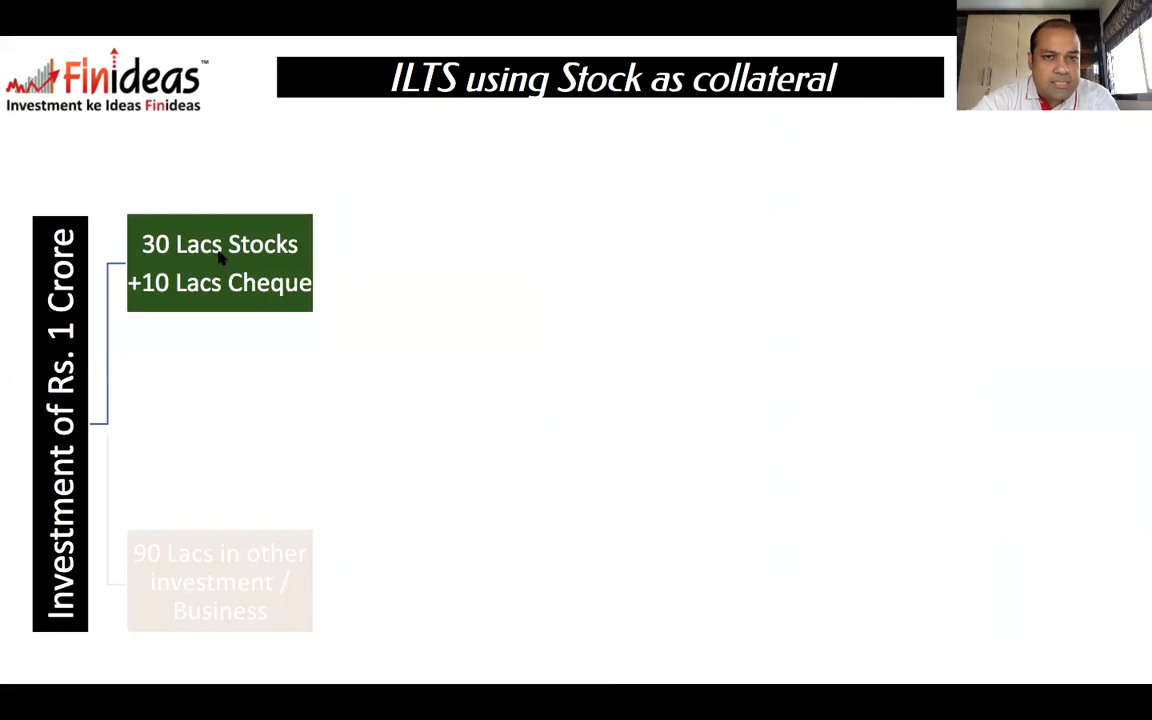 Finideas™
Investment ke Ideas Finideas
ILTS using Stock as collateral
Investment of Rs. 1 Crore
30 Lacs Stocks
+10 Lacs Cheque
90 Lacs in other
investment /
Business